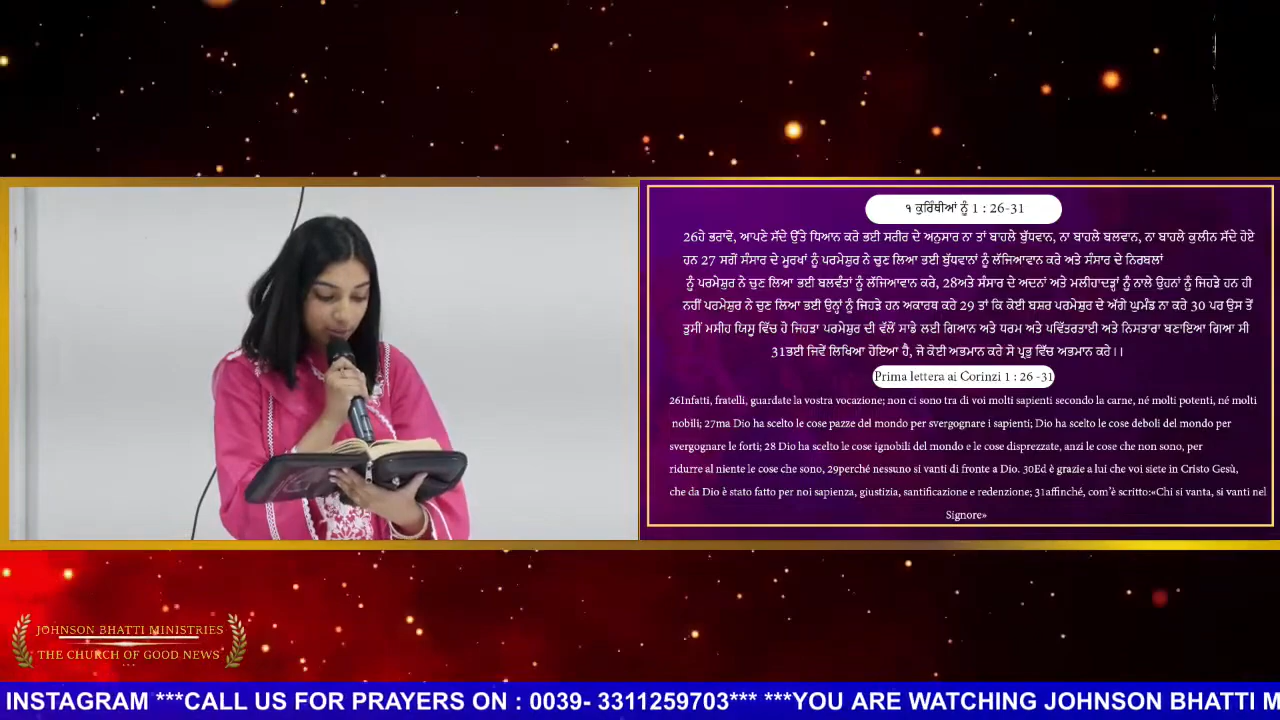 ੧ ਕੁਰਿੰਥੀਆਂ ਨੂੰ 1 : 26-31
26ਹੇ ਭਰਾਵੋ, ਆਪਣੇ ਸੱਦੇ ਉੱਤੇ ਧਿਆਨ ਕਰੋ ਭਈ ਸਰੀਰ ਦੇ ਅਨੁਸਾਰ ਨਾ ਤਾਂ ਬਾਹਲੇ ਬੁੱਧਵਾਨ, ਨਾ ਬਾਹਲੇ ਬਲਵਾਨ, ਨਾ ਬਾਹਲੇ ਕੁਲੀਨ ਸੱਦੇ ਹੋਏ
ਹਨ 27 ਸਗੋਂ ਸੰਸਾਰ ਦੇ ਮੂਰਖਾਂ ਨੂੰ ਪਰਮੇਸ਼ੁਰ ਨੇ ਚੁਣ ਲਿਆ ਭਈ ਬੁੱਧਵਾਨਾਂ ਨੂੰ ਲੱਜਿਆਵਾਨ ਕਰੇ ਅਤੇ ਸੰਸਾਰ ਦੇ ਨਿਰਬਲਾਂ
ਨੂੰ ਪਰਮੇਸ਼ੁਰ ਨੇ ਚੁਣ ਲਿਆ ਭਈ ਬਲਵੰਤਾਂ ਨੂੰ ਲੱਜਿਆਵਾਨ ਕਰੇ, 28ਅਤੇ ਸੰਸਾਰ ਦੇ ਅਦਨਾਂ ਅਤੇ ਮਲੀਹਾਦੜ੍ਹਾਂ ਨੂੰ ਨਾਲੇ ਉਹਨਾਂ ਨੂੰ ਜਿਹੜੇ ਹਨ ਹੀ
ਨਹੀਂ ਪਰਮੇਸ਼ੁਰ ਨੇ ਚੁਣ ਲਿਆ ਭਈ ਉਨ੍ਹਾਂ ਨੂੰ ਜਿਹੜੇ ਹਨ ਅਕਾਰਥ ਕਰੇ 29 ਤਾਂ ਕਿ ਕੋਈ ਬਸ਼ਰ ਪਰਮੇਸ਼ੁਰ ਦੇ ਅੱਗੇ ਘੁਮੰਡ ਨਾ ਕਰੇ 30 ਪਰ ਉਸ ਤੋਂ
ਤੁਸੀਂ ਮਸੀਹ ਯਿਸੂ ਵਿੱਚ ਹੋ ਜਿਹੜਾ ਪਰਮੇਸ਼ੁਰ ਦੀ ਵੱਲੋਂ ਸਾਡੇ ਲਈ ਗਿਆਨ ਅਤੇ ਧਰਮ ਅਤੇ ਪਵਿੱਤਰਤਾਈ ਅਤੇ ਨਿਸਤਾਰਾ ਬਣਾਇਆ ਗਿਆ ਸੀ
31ਭਈ ਜਿਵੇਂ ਲਿਖਿਆ ਹੋਇਆ ਹੈ, ਜੋ ਕੋਈ ਅਭਮਾਨ ਕਰੇ ਸੋ ਪ੍ਰਭੁ ਵਿੱਚ ਅਭਮਾਨ ਕਰੇ।।
Prima lettera ai Corinzi 1 : 26 -31
26Infatti, fratelli, guardate la vostra vocazione; non ci sono tra di voi molti sapienti secondo la carne, né molti potenti, né molti
nobili; 27ma Dio ha scelto le cose pazze del mondo per svergognare i sapienti; Dio ha scelto le cose deboli del mondo per
svergognare le forti; 28 Dio ha scelto le cose ignobili del mondo e le cose disprezzate, anzi le cose che non sono, per
ridurre al niente le cose che sono, 29perché nessuno si vanti di fronte a Dio. 30Ed è grazie a lui che voi siete in Cristo Gesù,
che da Dio è stato fatto per noi sapienza, giustizia, santificazione e redenzione; 31affinché, com'è scritto:«Chi si vanta, si vanti nel
Signore»
JOHNSON BHATTI MINISTRIES
THE CHURCH OF GOOD NEWS
INSTAGRAM ***CALL US FOR PRAYERS ON : 0039- 3311259703*** ***YOU ARE WATCHING JOHNSON BHATTI M